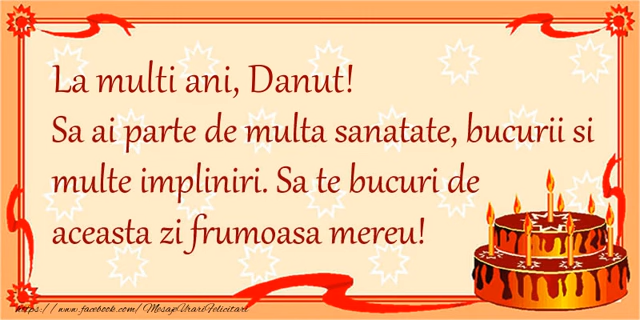 La multi ani, Danut!
Sa ai parte de multa sanatate, bucurii si
multe impliniri. Sa te bucuri de
aceasta zi frumoasa mereu!
https://www.facebook.com/MesajeUrariFelicitari